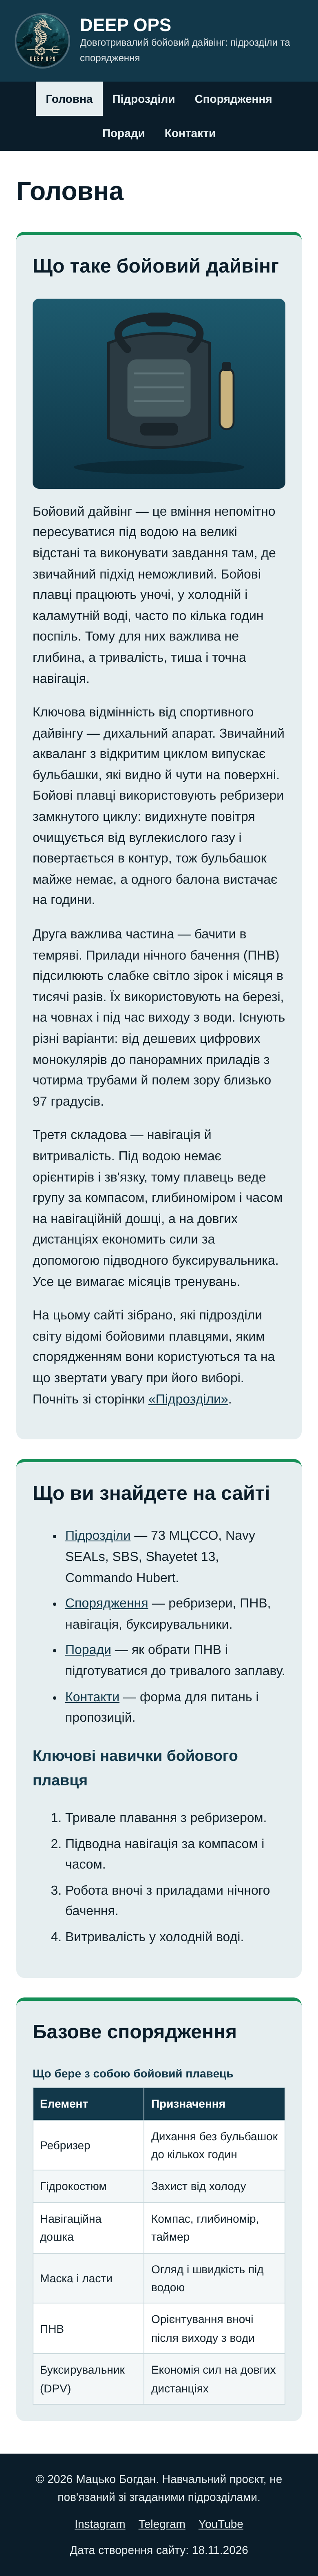 DEEP OPS
DEEP OPS
Довготривалий бойовий дайвінг: підрозділи та
спорядження
Головна Підрозділи Спорядження
Поради Контакти
Головна
Що таке бойовий дайвінг
Бойовий дайвінг — це вміння непомітно
пересуватися під водою на великі
відстані та виконувати завдання там, де
звичайний підхід неможливий. Бойові
плавці працюють уночі, у холодній і
каламутній воді, часто по кілька годин
поспіль. Тому для них важлива не
глибина, а тривалість, тиша і точна
навігація.
Ключова відмінність від спортивного
дайвінгу — дихальний апарат. Звичайний
акваланг з відкритим циклом випускає
бульбашки, які видно й чути на поверхні.
Бойові плавці використовують ребризери
замкнутого циклу: видихнуте повітря
очищується від вуглекислого газу і
повертається в контур, тож бульбашок
майже немає, а одного балона вистачає
на години.
Друга важлива частина — бачити в
темряві. Прилади нічного бачення (ПНВ)
підсилюють слабке світло зірок і місяця в
тисячі разів. Їх використовують на березі,
на човнах і під час виходу з води. Існують
різні варіанти: від дешевих цифрових
монокулярів до панорамних приладів з
чотирма трубами й полем зору близько
97 градусів.
Третя складова — навігація й
витривалість. Під водою немає
орієнтирів і зв'язку, тому плавець веде
групу за компасом, глибиноміром і часом
на навігаційній дошці, а на довгих
дистанціях економить сили за
допомогою підводного буксирувальника.
Усе це вимагає місяців тренувань.
На цьому сайті зібрано, які підрозділи
світу відомі бойовими плавцями, яким
спорядженням вони користуються та на
що звертати увагу при його виборі.
Почніть зі сторінки «Підрозділи».
Що ви знайдете на сайті
• Підрозділи — 73 МЦССО, Navy
SEALs, SBS, Shayetet 13,
Commando Hubert.
• Спорядження — ребризери, ПНВ,
навігація, буксирувальники.
• Поради — як обрати ПНВ і
підготуватися до тривалого заплаву.
• Контакти — форма для питань і
пропозицій.
Ключові навички бойового
плавця
1. Тривале плавання з ребризером.
2. Підводна навігація за компасом і
часом.
3. Робота вночі з приладами нічного
бачення.
4. Витривалість у холодній воді.
Базове спорядження
Що бере з собою бойовий плавець
Елемент Призначення
Ребризер Дихання без бульбашок
до кількох годин
Гідрокостюм Захист від холоду
Навігаційна
дошка Компас, глибиномір,
таймер
Маска і ласти Огляд і швидкість під
водою
ПНВ Орієнтування вночі
після виходу з води
Буксирувальник
(DPV) Економія сил на довгих
дистанціях
© 2026 Мацько Богдан. Навчальний проєкт, не
пов'язаний зі згаданими підрозділами.
Instagram Telegram YouTube
Дата створення сайту: 18.11.2026